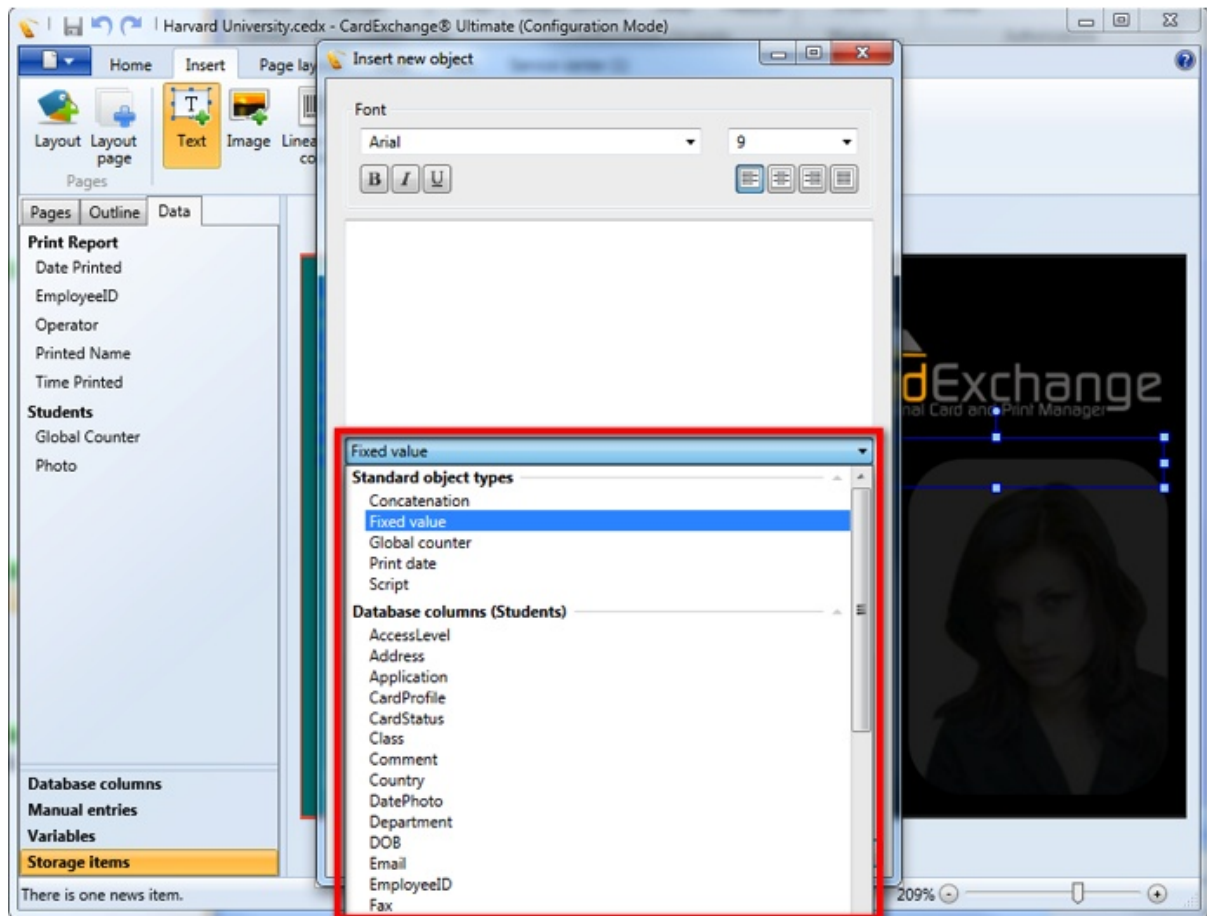 Harvard University.cedx - CardExchange® Ultimate (Configuration Mode)
Home Insert Page lay
Layout Layout page Text Image Linea co
Pages
Pages Outline Data
Print Report
Date Printed
EmployeeID
Operator
Printed Name
Time Printed
Students
Global Counter
Photo
Database columns
Manual entries
Variables
Storage items
There is one news item.
Insert new object
Font
Arial 9
B I U
Fixed value
Standard object types
Concatenation
Fixed value
Global counter
Print date
Script
Database columns (Students)
AccessLevel
Address
Application
CardProfile
CardStatus
Class
Comment
Country
DatePhoto
Department
DOB
Email
EmployeeID
Fax
dExchange
nal Card and Print Manager
209%